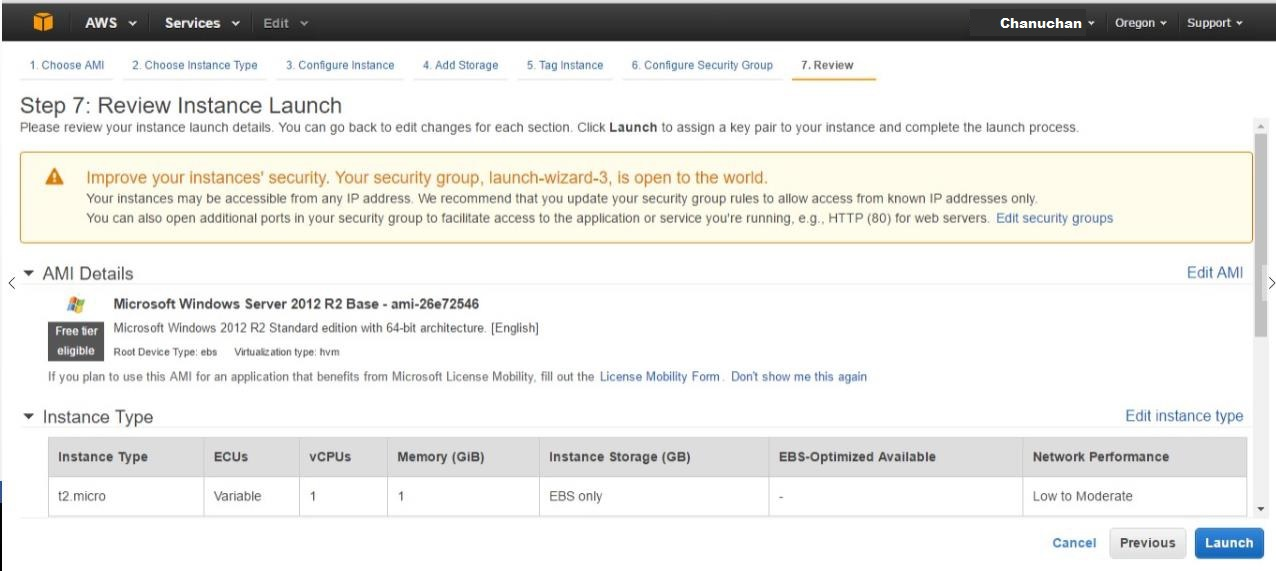 AWS Services Edit Chanuchan Oregon Support
1. Choose AMI 2. Choose Instance Type 3. Configure Instance 4. Add Storage 5. Tag Instance 6. Configure Security Group 7. Review
Step 7: Review Instance Launch
Please review your instance launch details. You can go back to edit changes for each section. Click Launch to assign a key pair to your instance and complete the launch process.
Improve your instances' security. Your security group, launch-wizard-3, is open to the world.
Your instances may be accessible from any IP address. We recommend that you update your security group rules to allow access from known IP addresses only.
You can also open additional ports in your security group to facilitate access to the application or service you're running, e.g., HTTP (80) for web servers. Edit security groups
AMI Details Edit AMI
Microsoft Windows Server 2012 R2 Base - ami-26e72546
Free tier eligible
Microsoft Windows 2012 R2 Standard edition with 64-bit architecture. [English]
Root Device Type: ebs Virtualization type: hvm
If you plan to use this AMI for an application that benefits from Microsoft License Mobility, fill out the License Mobility Form. Don't show me this again
Instance Type Edit instance type
Instance Type ECUs vCPUs Memory (GiB) Instance Storage (GB) EBS-Optimized Available Network Performance
t2.micro Variable 1 1 EBS only - Low to Moderate
Cancel Previous Launch